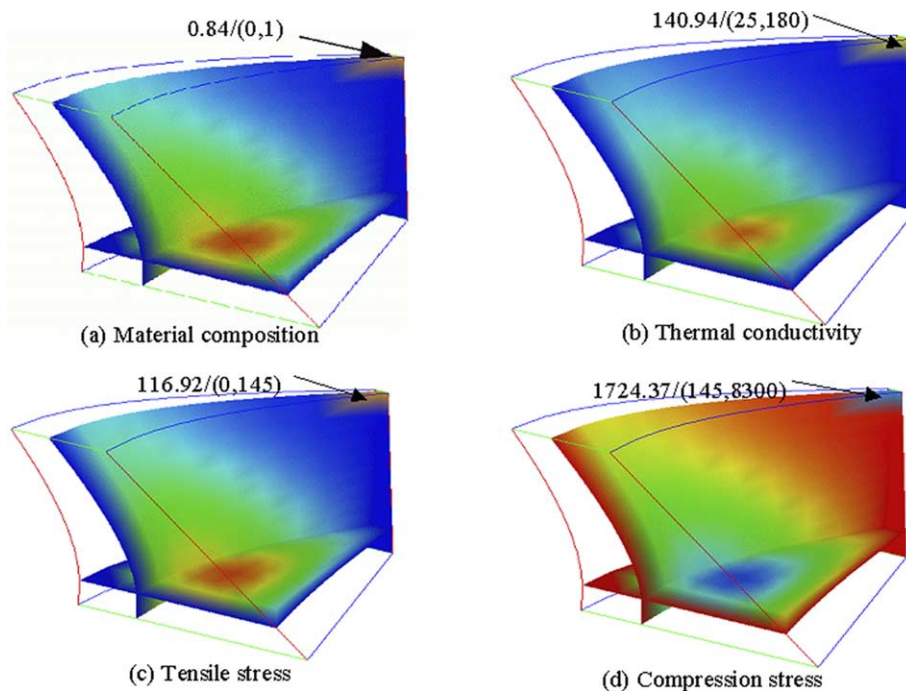 0.84/(0,1)
140.94/(25,180)
(a) Material composition
(b) Thermal conductivity
116.92/(0,145)
1724.37/(145,8300)
(c) Tensile stress
(d) Compression stress